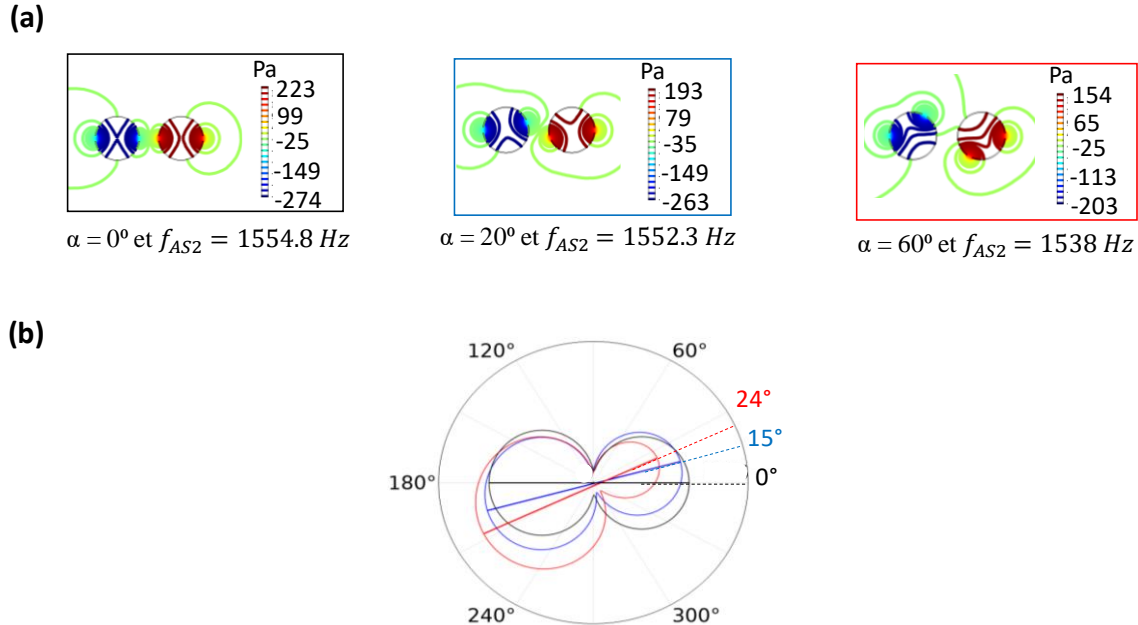 (a)
Pa
223
99
-25
-149
-274
α = 0º et f_AS2 = 1554.8 Hz
Pa
193
79
-35
-149
-263
α = 20º et f_AS2 = 1552.3 Hz
Pa
154
65
-25
-113
-203
α = 60º et f_AS2 = 1538 Hz
(b)
120°
60°
24°
15°
0°
180°
240°
300°